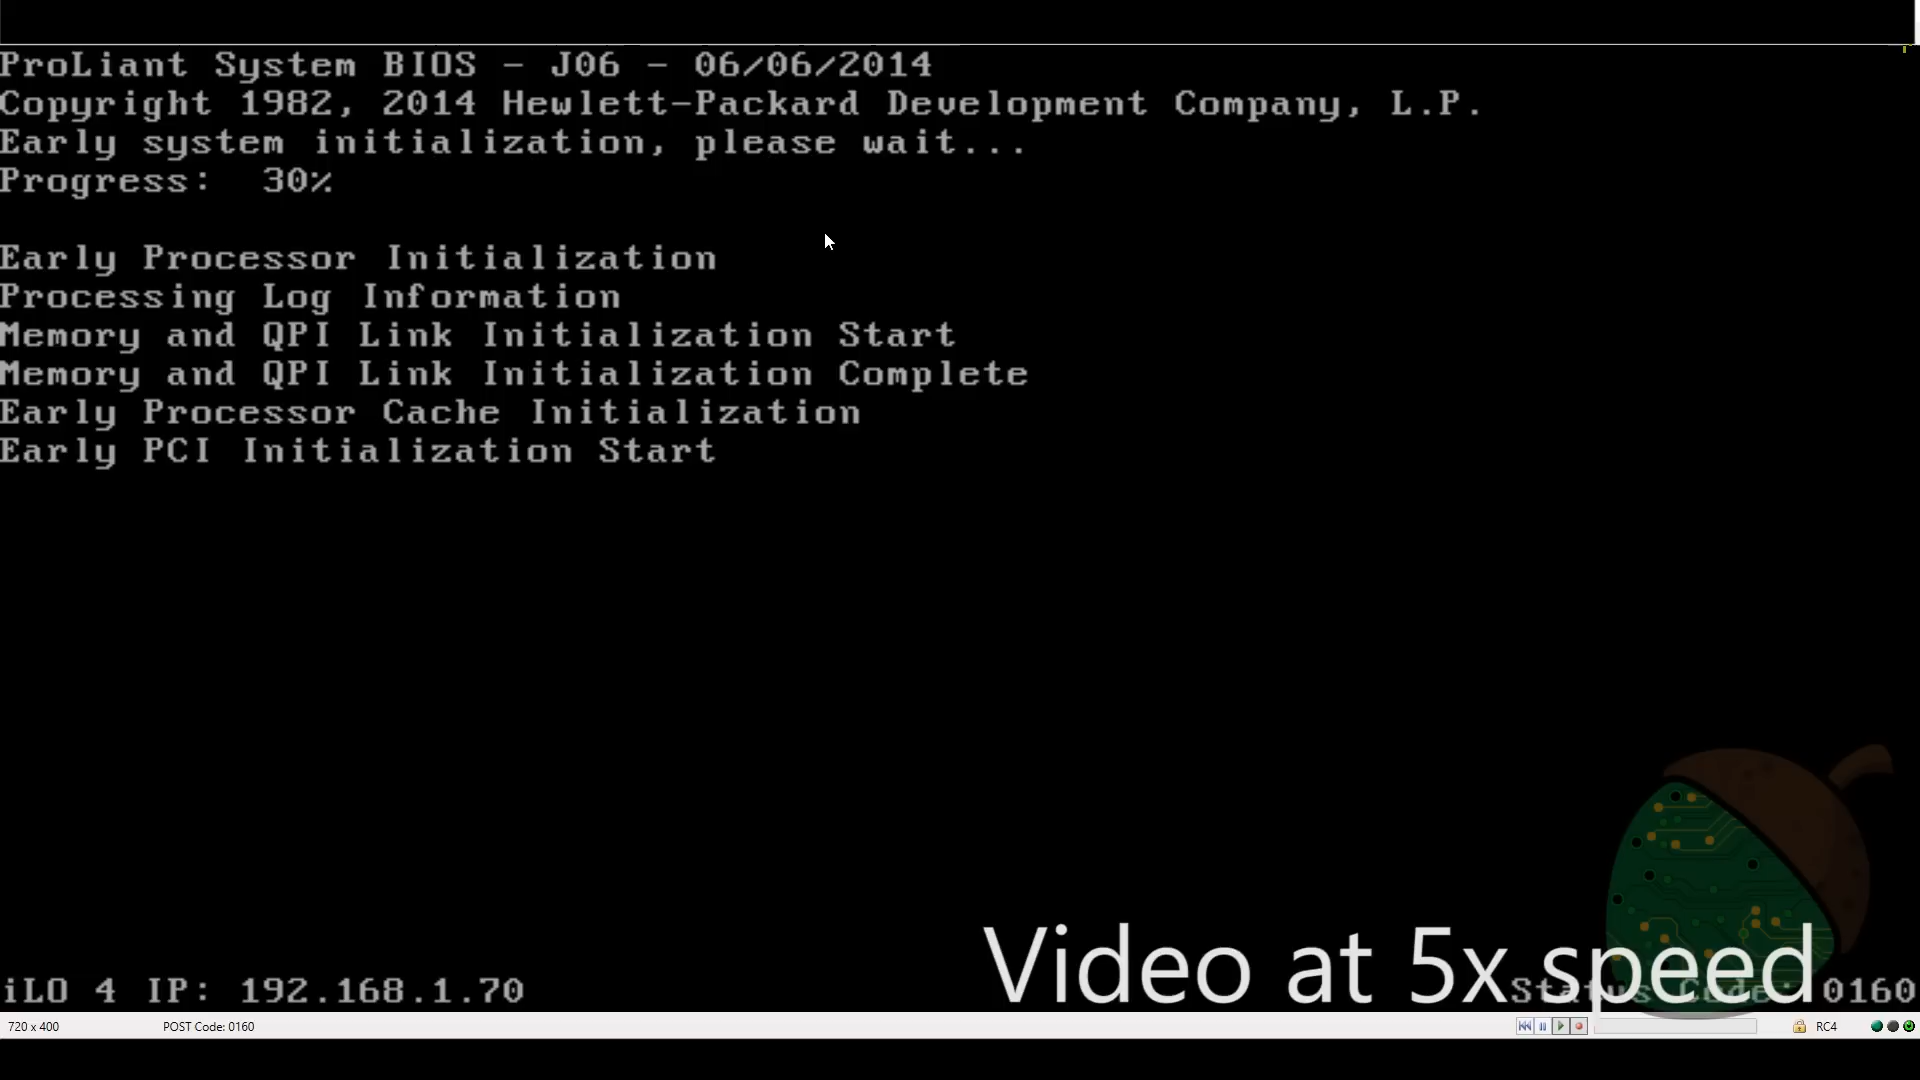 ProLiant System BIOS - J06 - 06/06/2014
Copyright 1982, 2014 Hewlett-Packard Development Company, L.P.
Early system initialization, please wait...
Progress:  30%
Early Processor Initialization
Processing Log Information
Memory and QPI Link Initialization Start
Memory and QPI Link Initialization Complete
Early Processor Cache Initialization
Early PCI Initialization Start
Video at 5x speed
iLO 4 IP: 192.168.1.70
Status Code: 0160
720 x 400
POST Code: 0160
RC4